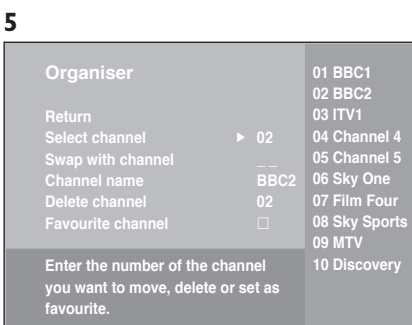 5
Organiser
Return
Select channel ▶ 02
Swap with channel _ _
Channel name BBC2
Delete channel 02
Favourite channel □
Enter the number of the channel
you want to move, delete or set as
favourite.
01 BBC1
02 BBC2
03 ITV1
04 Channel 4
05 Channel 5
06 Sky One
07 Film Four
08 Sky Sports
09 MTV
10 Discovery